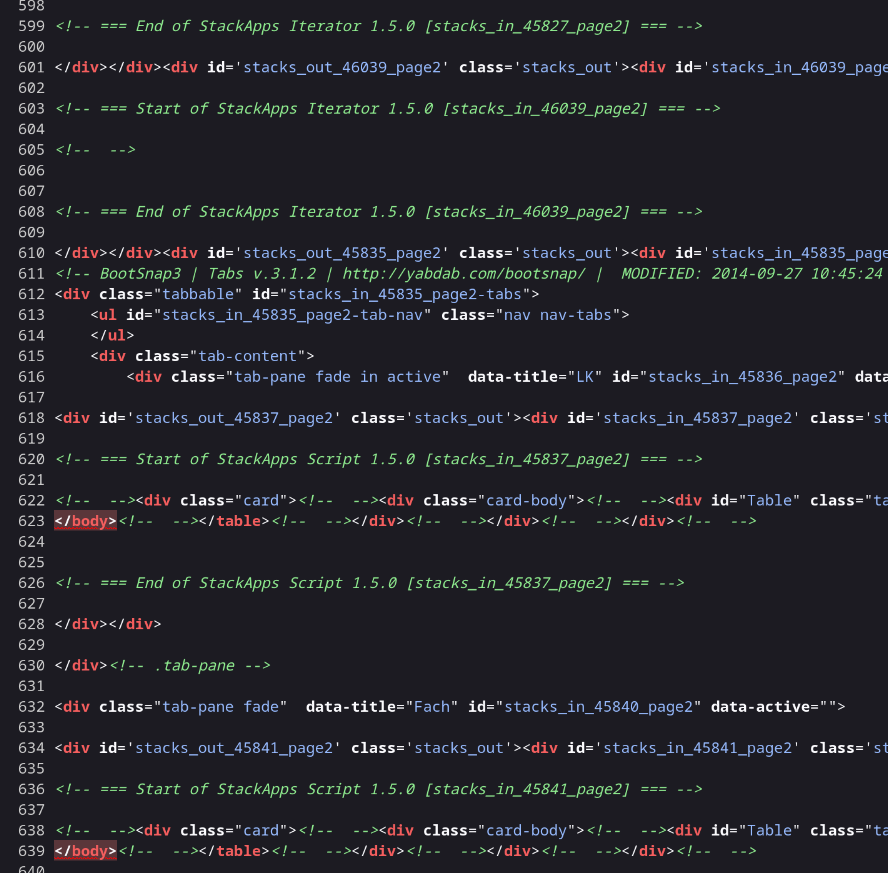 598
599 <!-- === End of StackApps Iterator 1.5.0 [stacks_in_45827_page2] === -->
600
601 </div></div><div id='stacks_out_46039_page2' class='stacks_out'><div id='stacks_in_46039_page
602
603 <!-- === Start of StackApps Iterator 1.5.0 [stacks_in_46039_page2] === -->
604
605 <!--  -->
606
607
608 <!-- === End of StackApps Iterator 1.5.0 [stacks_in_46039_page2] === -->
609
610 </div></div><div id='stacks_out_45835_page2' class='stacks_out'><div id='stacks_in_45835_page
611 <!-- BootSnap3 | Tabs v.3.1.2 | http://yabdab.com/bootsnap/ |  MODIFIED: 2014-09-27 10:45:24
612 <div class="tabbable" id="stacks_in_45835_page2-tabs">
613     <ul id="stacks_in_45835_page2-tab-nav" class="nav nav-tabs">
614     </ul>
615     <div class="tab-content">
616         <div class="tab-pane fade in active"  data-title="LK" id="stacks_in_45836_page2" data
617
618 <div id='stacks_out_45837_page2' class='stacks_out'><div id='stacks_in_45837_page2' class='st
619
620 <!-- === Start of StackApps Script 1.5.0 [stacks_in_45837_page2] === -->
621
622 <!--  --><div class="card"><!--  --><div class="card-body"><!--  --><div id="Table" class="ta
623 </body><!--  --></table><!--  --></div><!--  --></div><!--  --></div><!--  -->
624
625
626 <!-- === End of StackApps Script 1.5.0 [stacks_in_45837_page2] === -->
627
628 </div></div>
629
630 </div><!-- .tab-pane -->
631
632 <div class="tab-pane fade"  data-title="Fach" id="stacks_in_45840_page2" data-active="">
633
634 <div id='stacks_out_45841_page2' class='stacks_out'><div id='stacks_in_45841_page2' class='st
635
636 <!-- === Start of StackApps Script 1.5.0 [stacks_in_45841_page2] === -->
637
638 <!--  --><div class="card"><!--  --><div class="card-body"><!--  --><div id="Table" class="ta
639 </body><!--  --></table><!--  --></div><!--  --></div><!--  --></div><!--  -->
640